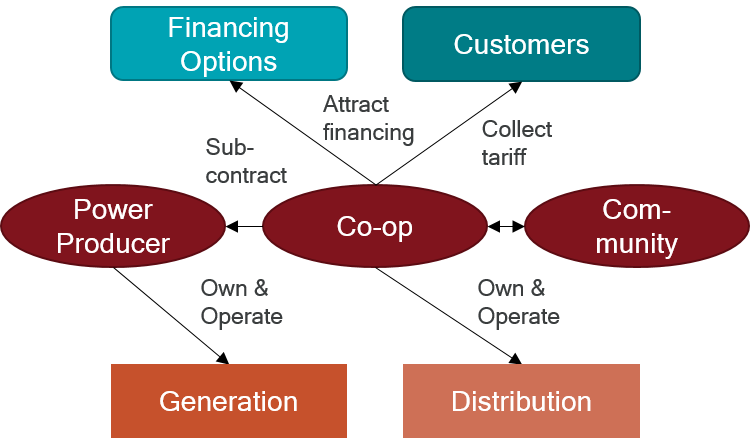 Financing
Options
Customers
Attract
financing
Collect
tariff
Sub-
contract
Power
Producer
Co-op
Com-
munity
Own &
Operate
Own &
Operate
Generation
Distribution